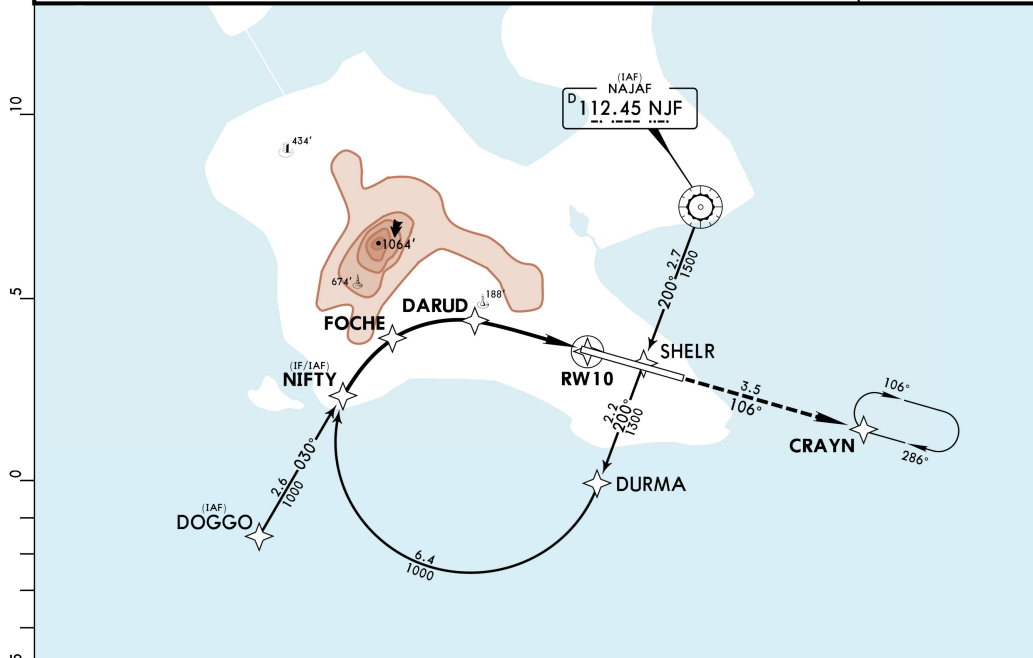 10
5
0
5
(IAF)
NAJAF
D 112.45 NJF
434'
1064'
674'
188'
DARUD
FOCHE
(IF/IAF)
NIFTY
RW10
SHELR
2.7
200°
1500
2.2
200°
1300
3.5
106°
106°
286°
CRAYN
DURMA
2.6
030°
1000
(IAF)
DOGGO
6.4
1000